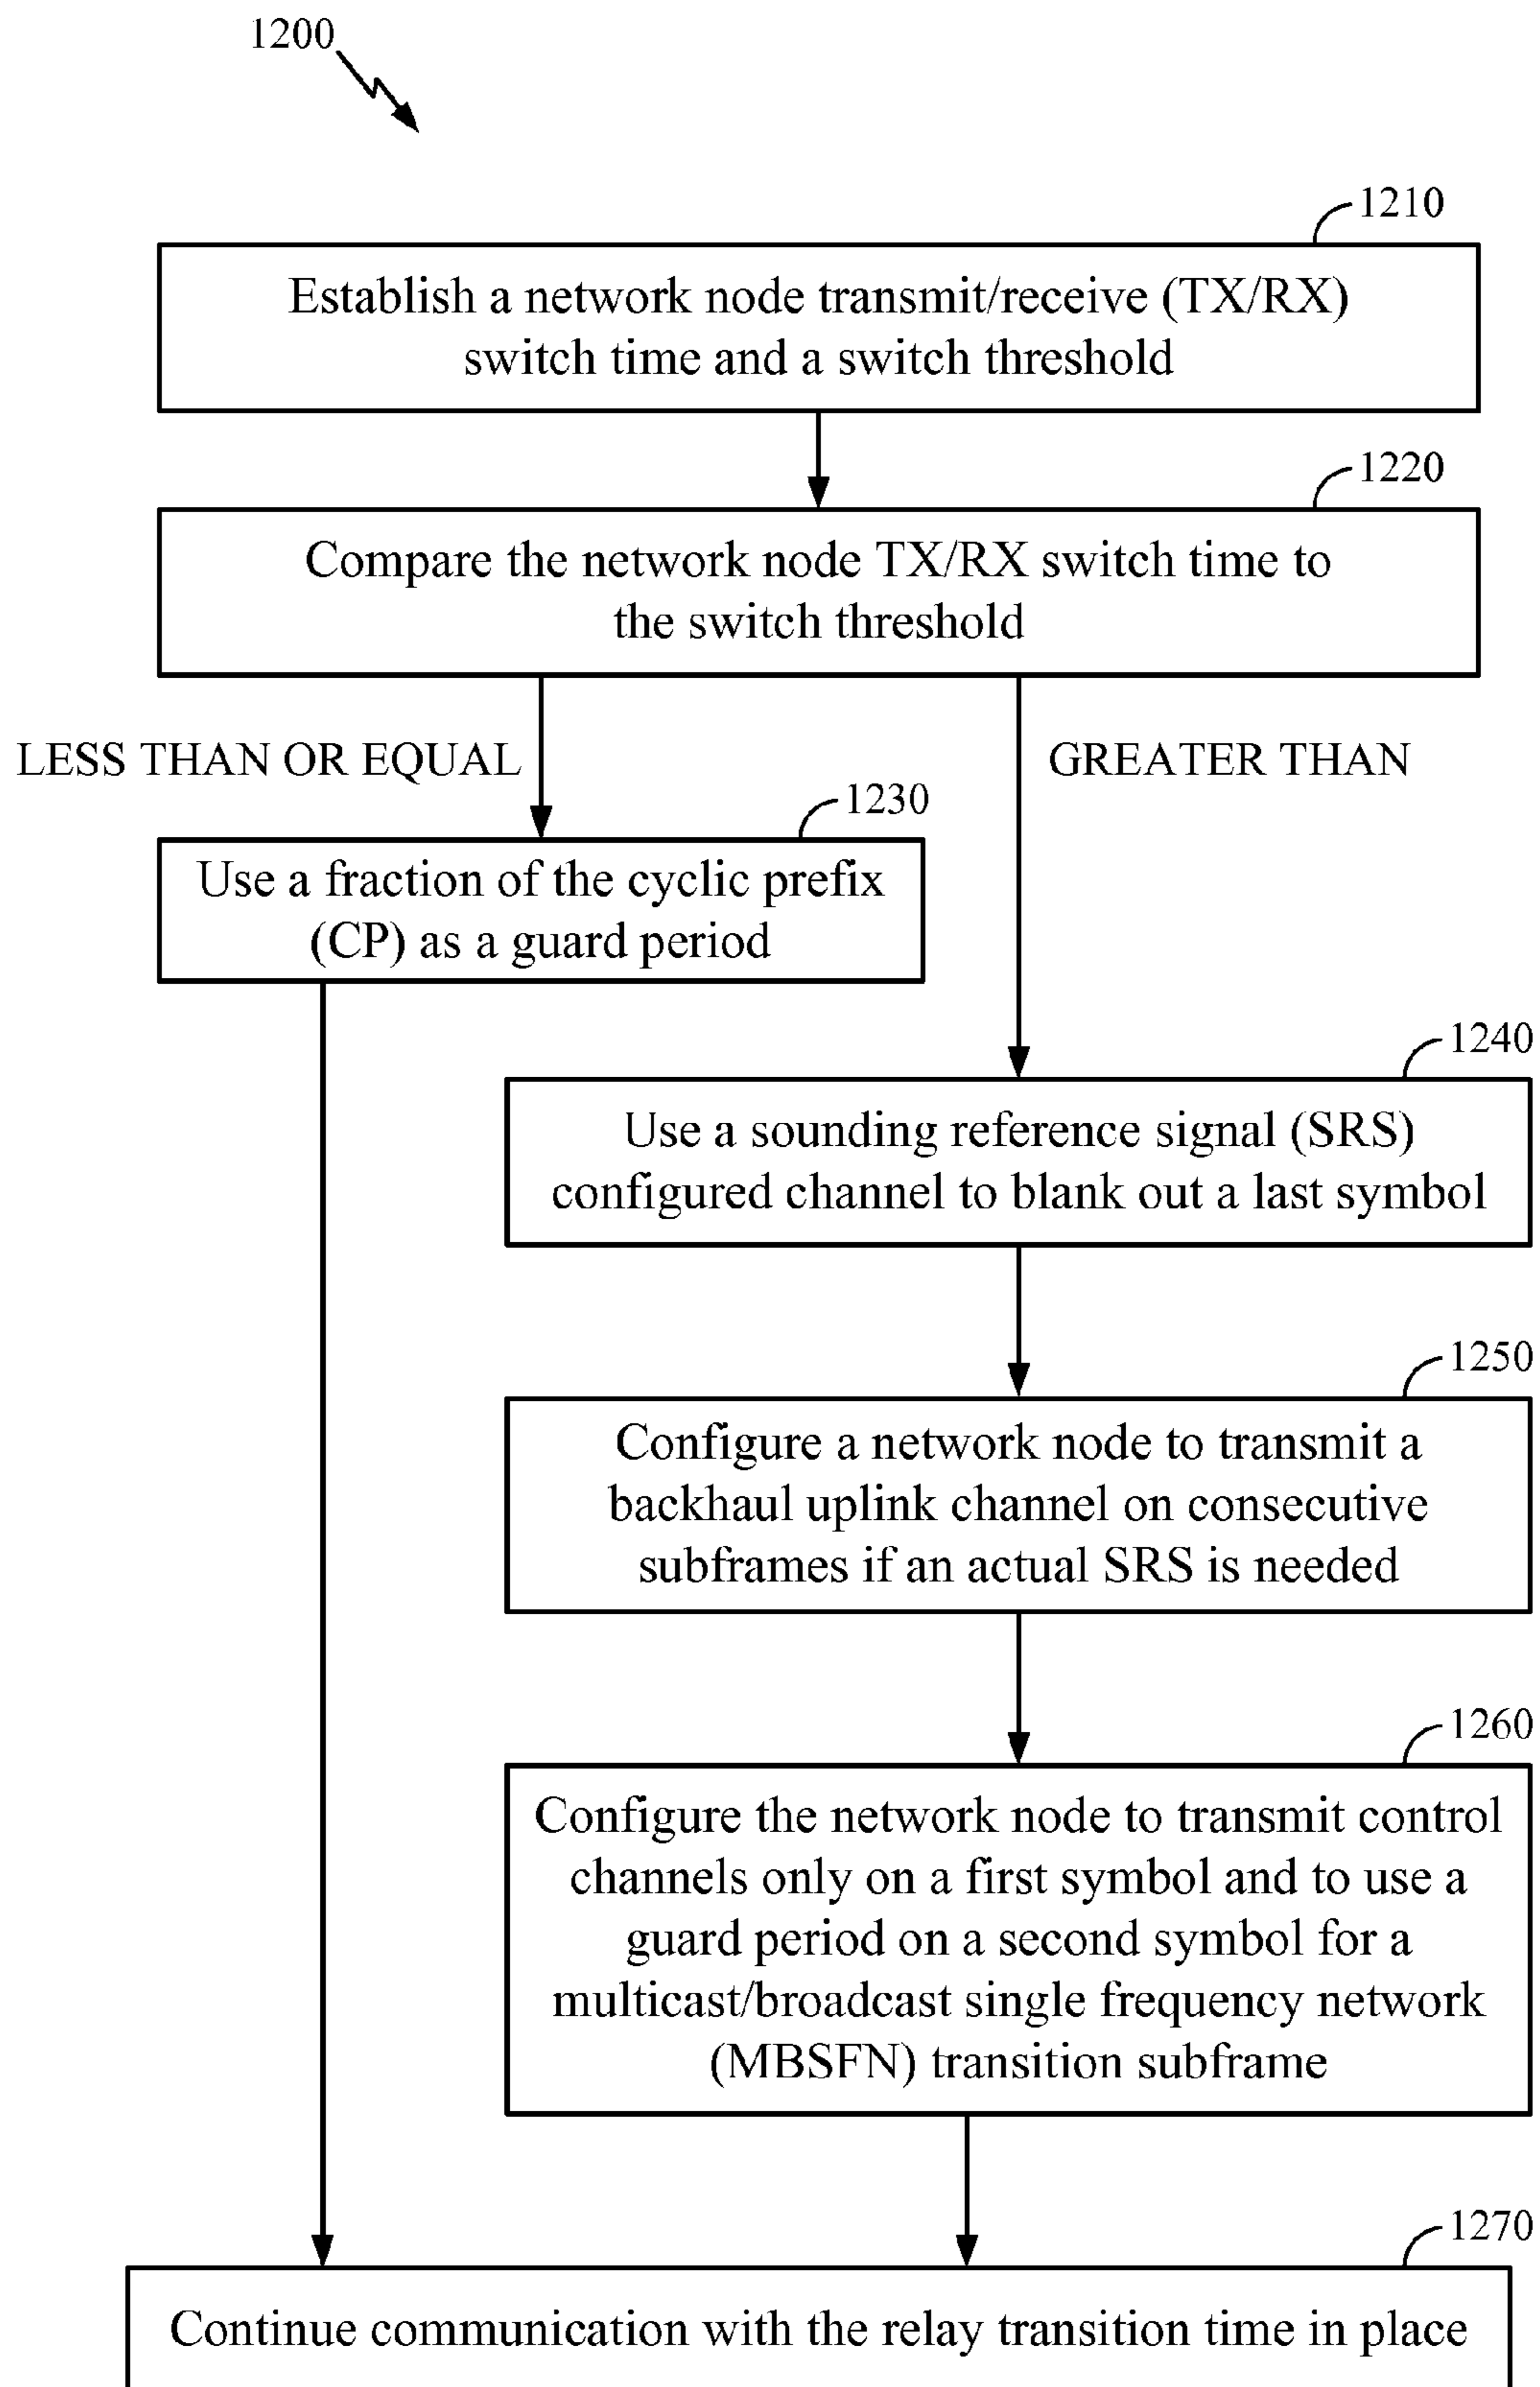 1200
1210
Establish a network node transmit/receive (TX/RX)
switch time and a switch threshold
1220
Compare the network node TX/RX switch time to
the switch threshold
LESS THAN OR EQUAL
GREATER THAN
1230
Use a fraction of the cyclic prefix
(CP) as a guard period
1240
Use a sounding reference signal (SRS)
configured channel to blank out a last symbol
1250
Configure a network node to transmit a
backhaul uplink channel on consecutive
subframes if an actual SRS is needed
1260
Configure the network node to transmit control
channels only on a first symbol and to use a
guard period on a second symbol for a
multicast/broadcast single frequency network
(MBSFN) transition subframe
1270
Continue communication with the relay transition time in place